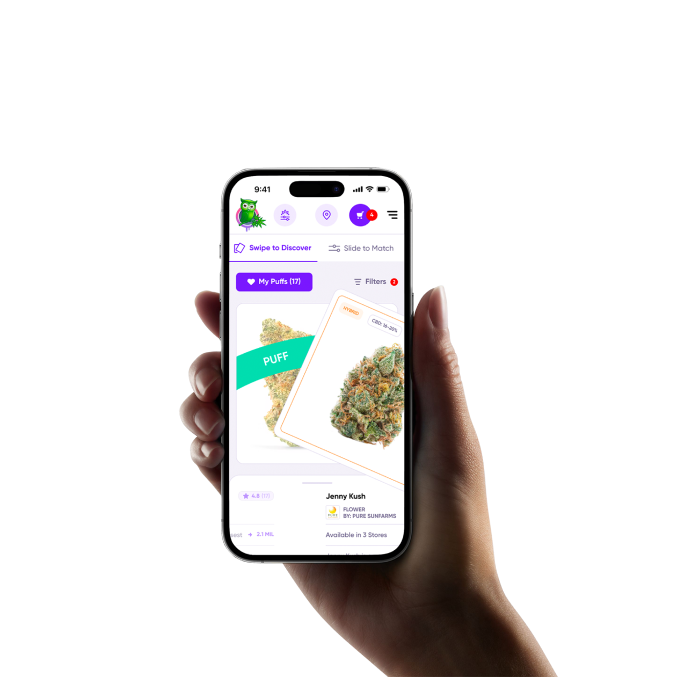 9:41
4
Swipe to Discover
Slide to Match
My Puffs (17)
Filters
3
HYBRID
CBD: 16-20%
PUFF
4.8 (17)
Jenny Kush
FLOWER
BY: PURE SUNFARMS
2.1 MIL
Available in 3 Stores